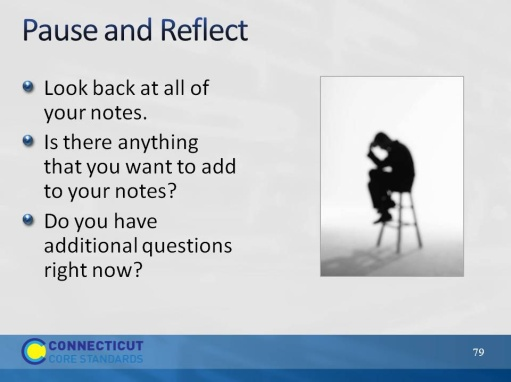 Pause and Reflect
Look back at all of
your notes.
Is there anything
that you want to add
to your notes?
Do you have
additional questions
right now?
CONNECTICUT
CORE STANDARDS
79